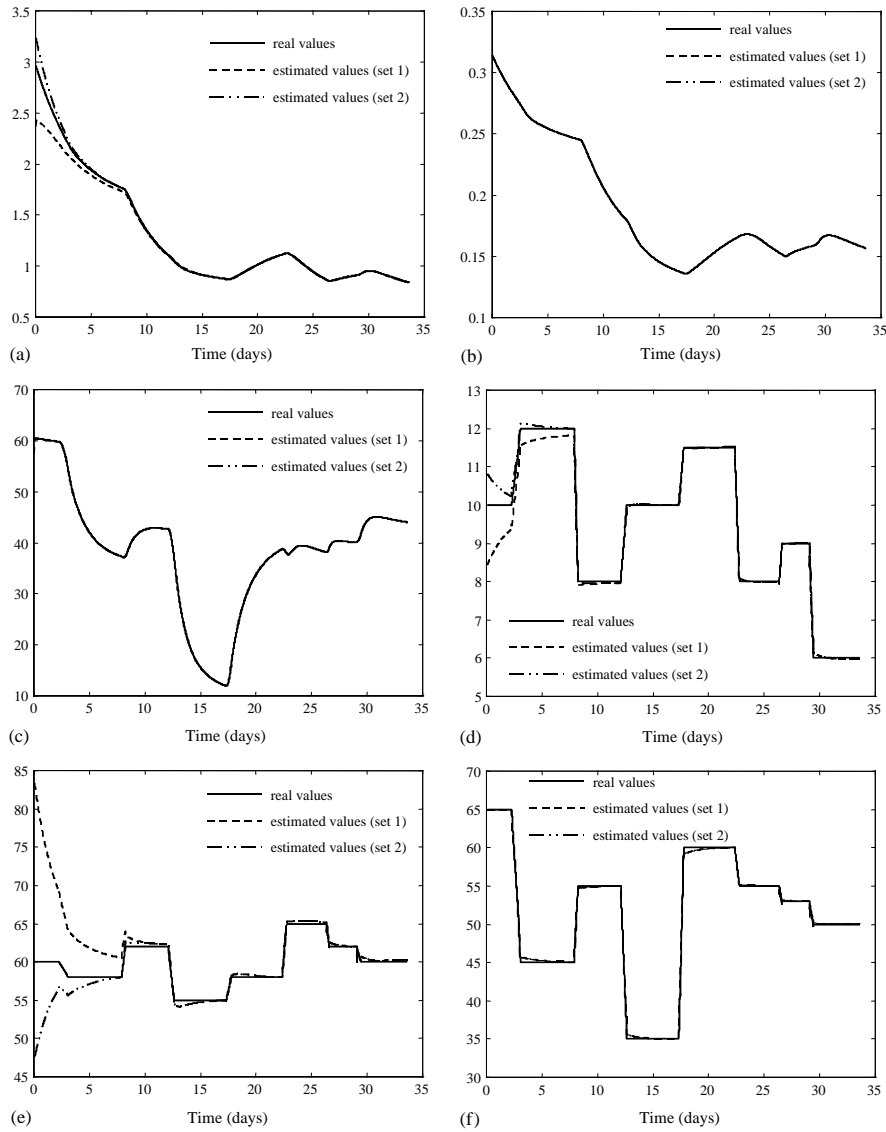 3.5
3
2.5
2
1.5
1
0.5
real values
estimated values (set 1)
estimated values (set 2)
0 5 10 15 20 25 30 35
(a) Time (days)
0.35
0.3
0.25
0.2
0.15
0.1
real values
estimated values (set 1)
estimated values (set 2)
0 5 10 15 20 25 30 35
(b) Time (days)
70
60
50
40
30
20
10
real values
estimated values (set 1)
estimated values (set 2)
0 5 10 15 20 25 30 35
(c) Time (days)
13
12
11
10
9
8
7
6
5
real values
estimated values (set 1)
estimated values (set 2)
0 5 10 15 20 25 30 35
(d) Time (days)
85
80
75
70
65
60
55
50
45
real values
estimated values (set 1)
estimated values (set 2)
0 5 10 15 20 25 30 35
(e) Time (days)
70
65
60
55
50
45
40
35
30
real values
estimated values (set 1)
estimated values (set 2)
0 5 10 15 20 25 30 35
(f) Time (days)